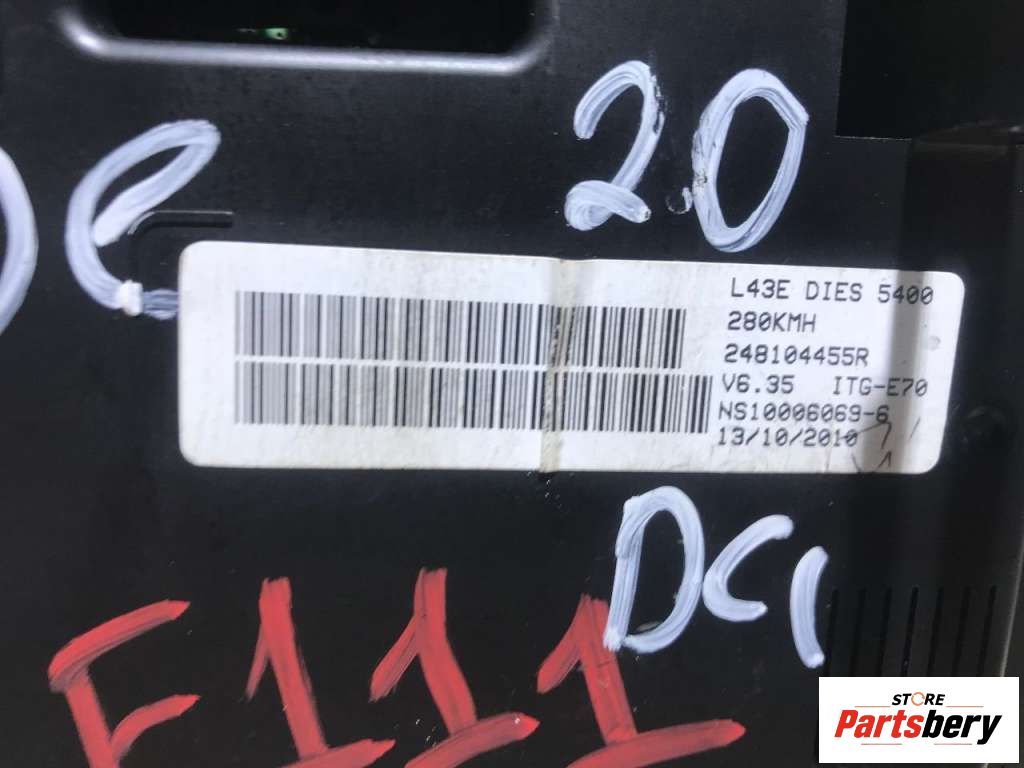 2.0
L43E DIES 5400
280KMH
248104455R
V6.35 ITG-E70
NS10006069-6
13/10/2010
DCI
F111
STORE
Partsbery